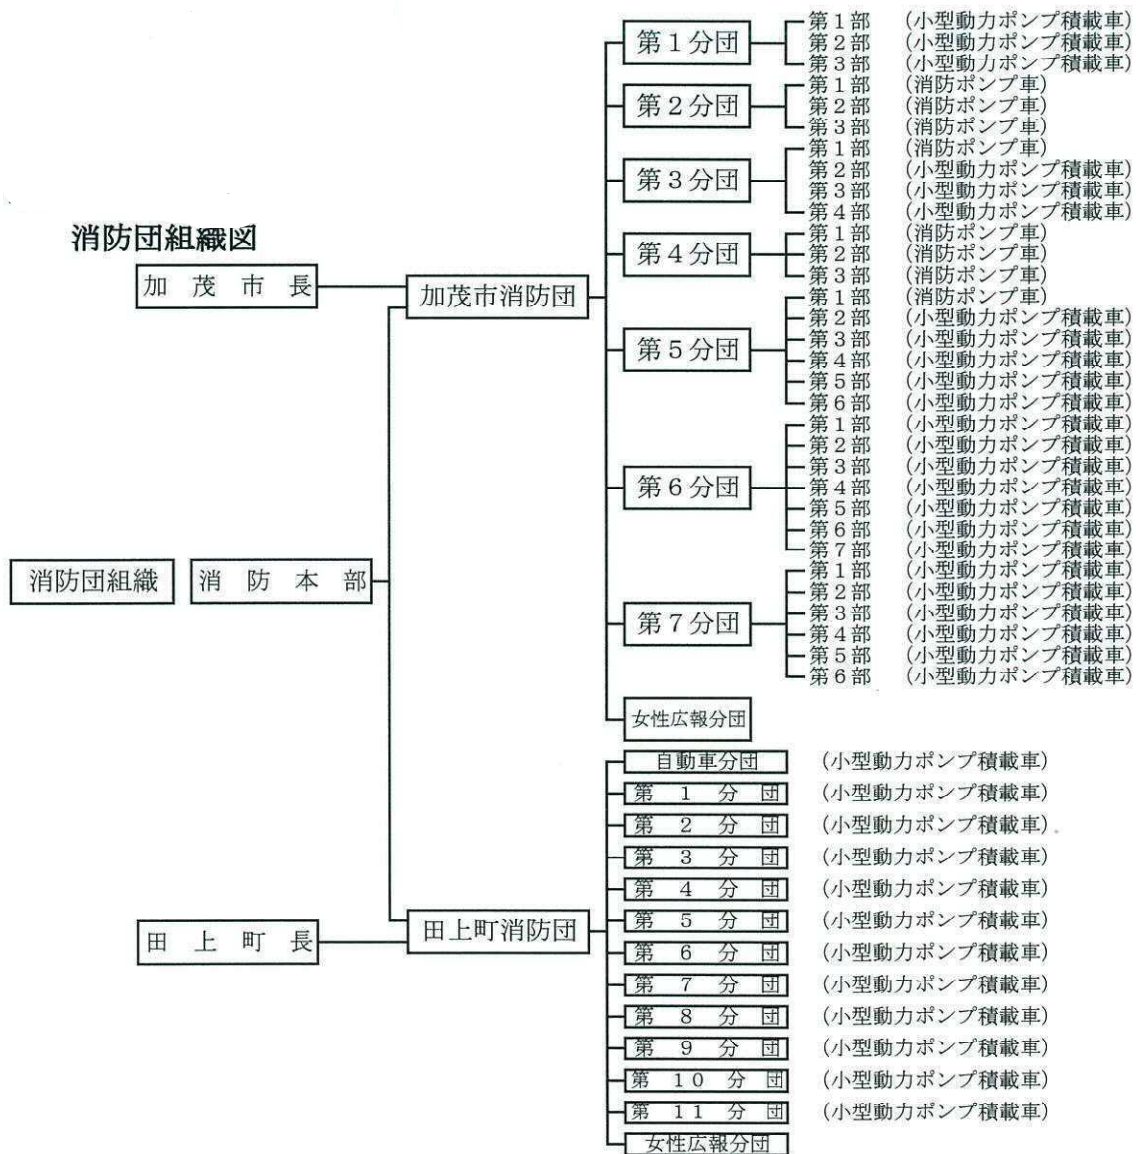 消防団組織図
消防団組織
消防本部
加茂市長
加茂市消防団
第1分団
第1部 (小型動力ポンプ積載車)
第2部 (小型動力ポンプ積載車)
第3部 (小型動力ポンプ積載車)
第2分団
第1部 (消防ポンプ車)
第2部 (消防ポンプ車)
第3部 (消防ポンプ車)
第3分団
第1部 (消防ポンプ車)
第2部 (小型動力ポンプ積載車)
第3部 (小型動力ポンプ積載車)
第4部 (小型動力ポンプ積載車)
第4分団
第1部 (消防ポンプ車)
第2部 (消防ポンプ車)
第3部 (消防ポンプ車)
第5分団
第1部 (消防ポンプ車)
第2部 (小型動力ポンプ積載車)
第3部 (小型動力ポンプ積載車)
第4部 (小型動力ポンプ積載車)
第5部 (小型動力ポンプ積載車)
第6部 (小型動力ポンプ積載車)
第6分団
第1部 (小型動力ポンプ積載車)
第2部 (小型動力ポンプ積載車)
第3部 (小型動力ポンプ積載車)
第4部 (小型動力ポンプ積載車)
第5部 (小型動力ポンプ積載車)
第6部 (小型動力ポンプ積載車)
第7部 (小型動力ポンプ積載車)
第7分団
第1部 (小型動力ポンプ積載車)
第2部 (小型動力ポンプ積載車)
第3部 (小型動力ポンプ積載車)
第4部 (小型動力ポンプ積載車)
第5部 (小型動力ポンプ積載車)
第6部 (小型動力ポンプ積載車)
女性広報分団
田上町長
田上町消防団
自動車分団 (小型動力ポンプ積載車)
第1分団 (小型動力ポンプ積載車)
第2分団 (小型動力ポンプ積載車)
第3分団 (小型動力ポンプ積載車)
第4分団 (小型動力ポンプ積載車)
第5分団 (小型動力ポンプ積載車)
第6分団 (小型動力ポンプ積載車)
第7分団 (小型動力ポンプ積載車)
第8分団 (小型動力ポンプ積載車)
第9分団 (小型動力ポンプ積載車)
第10分団 (小型動力ポンプ積載車)
第11分団 (小型動力ポンプ積載車)
女性広報分団